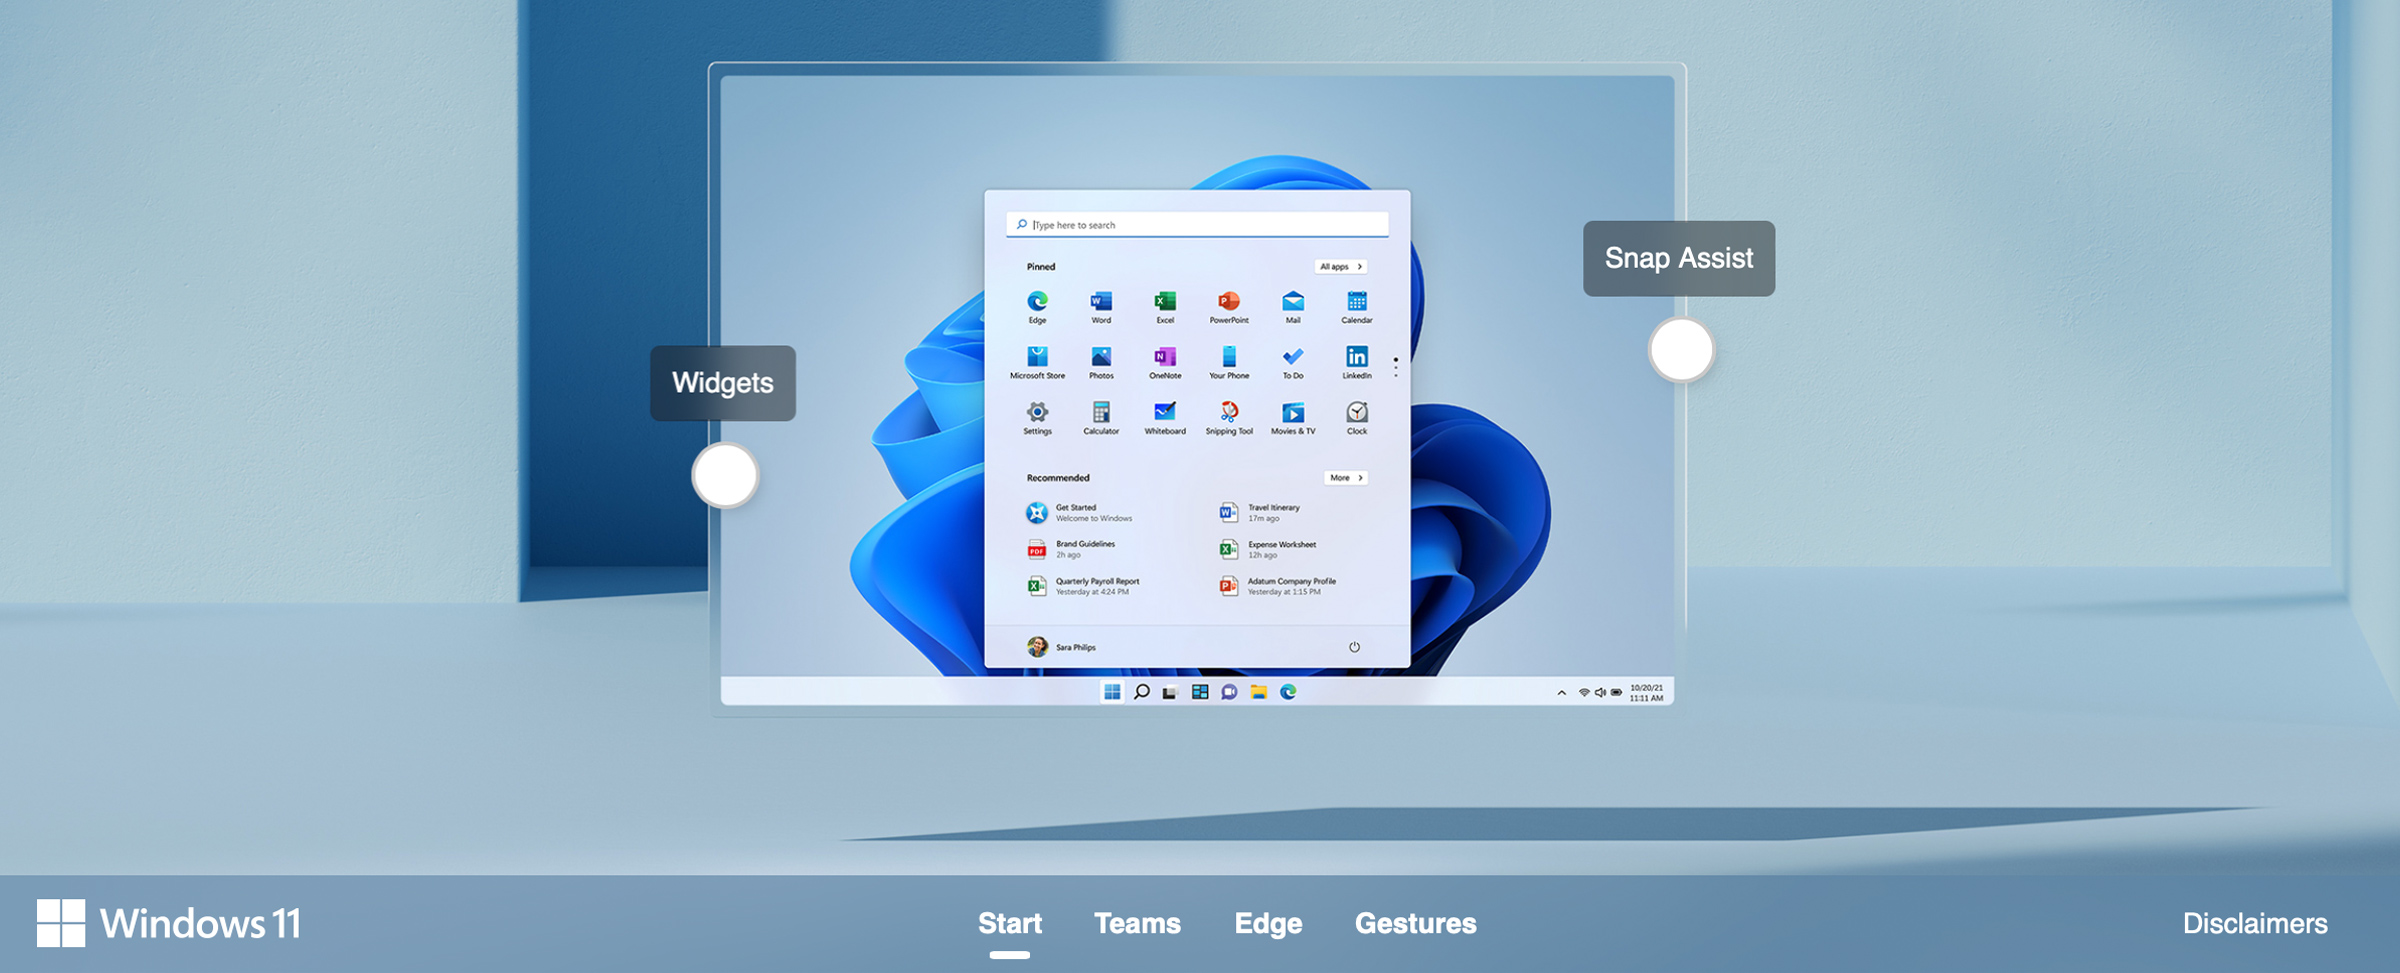 Type here to search
Pinned
All apps
Edge
Word
Excel
PowerPoint
Mail
Calendar
Microsoft Store
Photos
OneNote
Your Phone
To Do
LinkedIn
Settings
Calculator
Whiteboard
Snipping Tool
Movies & TV
Clock
Recommended
More
Get Started
Welcome to Windows
Travel Itinerary
17m ago
Brand Guidelines
2h ago
Expense Worksheet
12h ago
Quarterly Payroll Report
Yesterday at 4:24 PM
Adatum Company Profile
Yesterday at 1:15 PM
Sara Philips
10/20/21
11:11 AM
Widgets
Snap Assist
Windows 11
Start
Teams
Edge
Gestures
Disclaimers